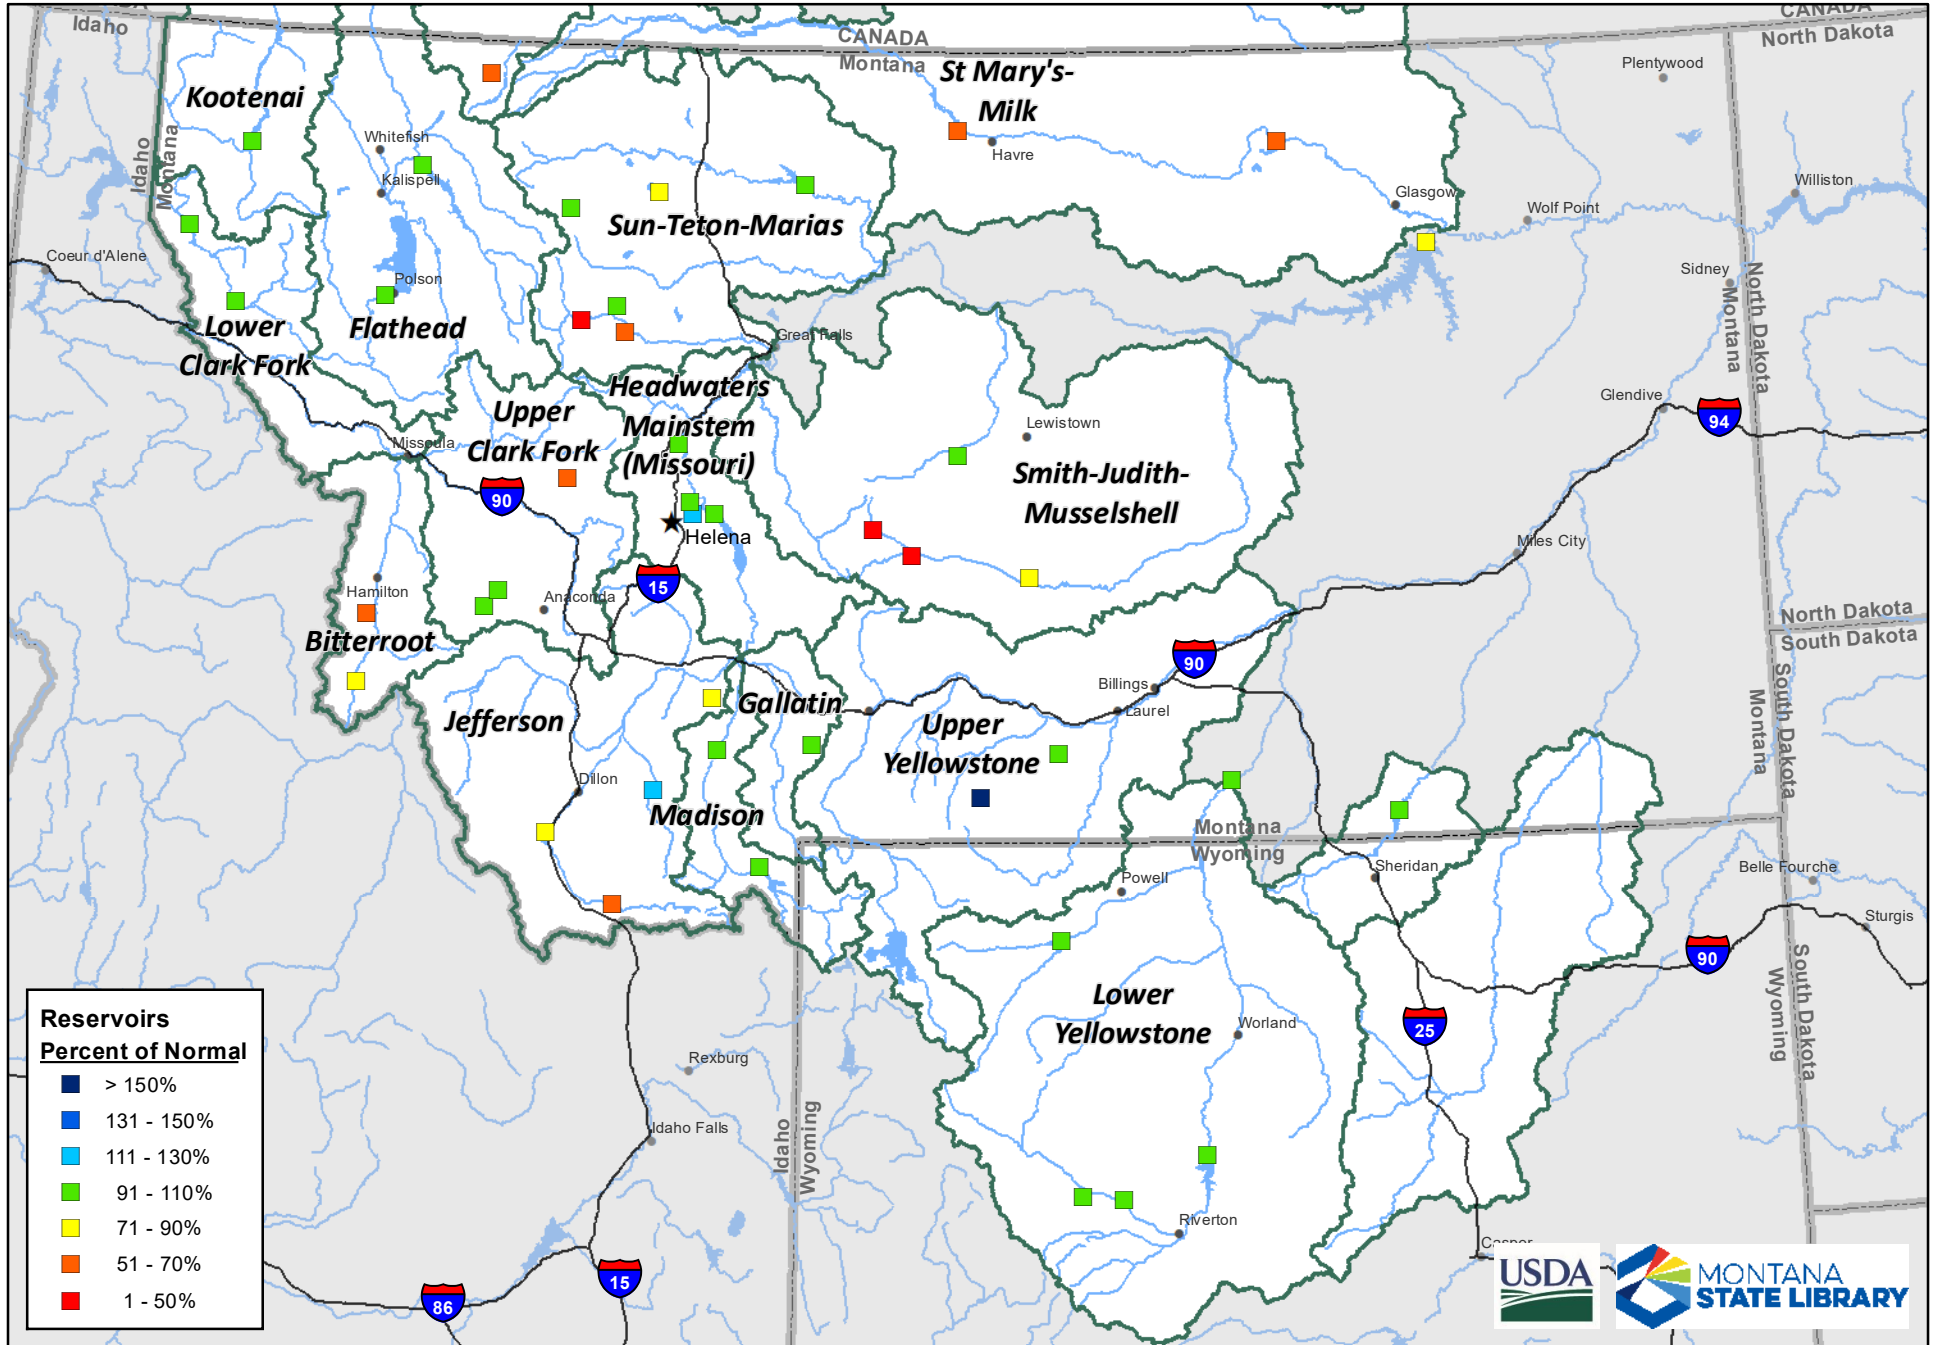 CANADA
Idaho
CANADA
Montana
CANADA
North Dakota
St Mary's-
Milk
Plentywood
Kootenai
Idaho
Montana
Whitefish
Kalispell
Havre
Glasgow
Wolf Point
Williston
Sun-Teton-Marias
Coeur d'Alene
Polson
Sidney
Montana
North Dakota
Lower
Clark Fork
Flathead
Great Falls
Headwaters
Mainstem
(Missouri)
Upper
Clark Fork
Missoula
90
Lewistown
Smith-Judith-
Musselshell
Glendive
94
Helena
Miles City
15
Hamilton
Anaconda
Bitterroot
North Dakota
South Dakota
90
Billings
Laurel
Jefferson
Gallatin
Upper
Yellowstone
Montana
South Dakota
Dillon
Madison
Montana
Wyoming
Powell
Sheridan
Belle Fourche
Sturgis
90
Lower
Yellowstone
Worland
25
Wyoming
South Dakota
Reservoirs
Percent of Normal
> 150%
131 - 150%
111 - 130%
91 - 110%
71 - 90%
51 - 70%
1 - 50%
Rexburg
Idaho Falls
Idaho
Wyoming
Riverton
Casper
86
15
USDA
MONTANA
STATE LIBRARY